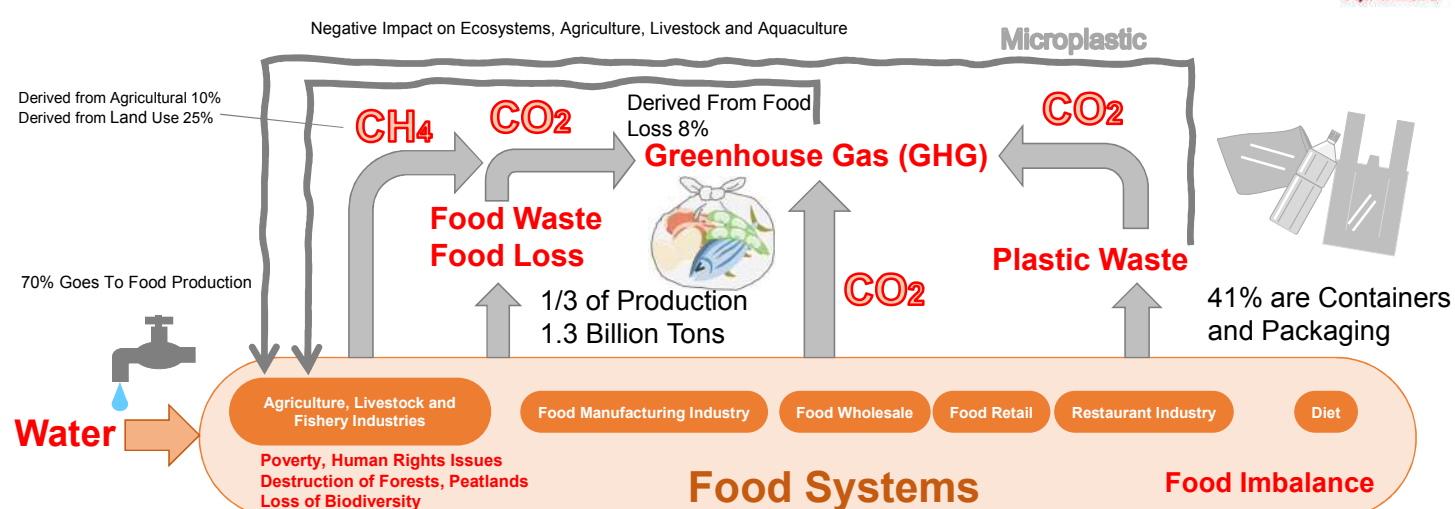 Negative Impact on Ecosystems, Agriculture, Livestock and Aquaculture
Microplastic
Derived from Agricultural 10%
Derived from Land Use 25%
CH4
CO2
Derived From Food
Loss 8%
CO2
Greenhouse Gas (GHG)
Food Waste
Food Loss
Plastic Waste
70% Goes To Food Production
CO2
1/3 of Production
1.3 Billion Tons
41% are Containers
and Packaging
Water
Agriculture, Livestock and
Fishery Industries
Food Manufacturing Industry
Food Wholesale
Food Retail
Restaurant Industry
Diet
Poverty, Human Rights Issues
Destruction of Forests, Peatlands
Loss of Biodiversity
Food Systems
Food Imbalance